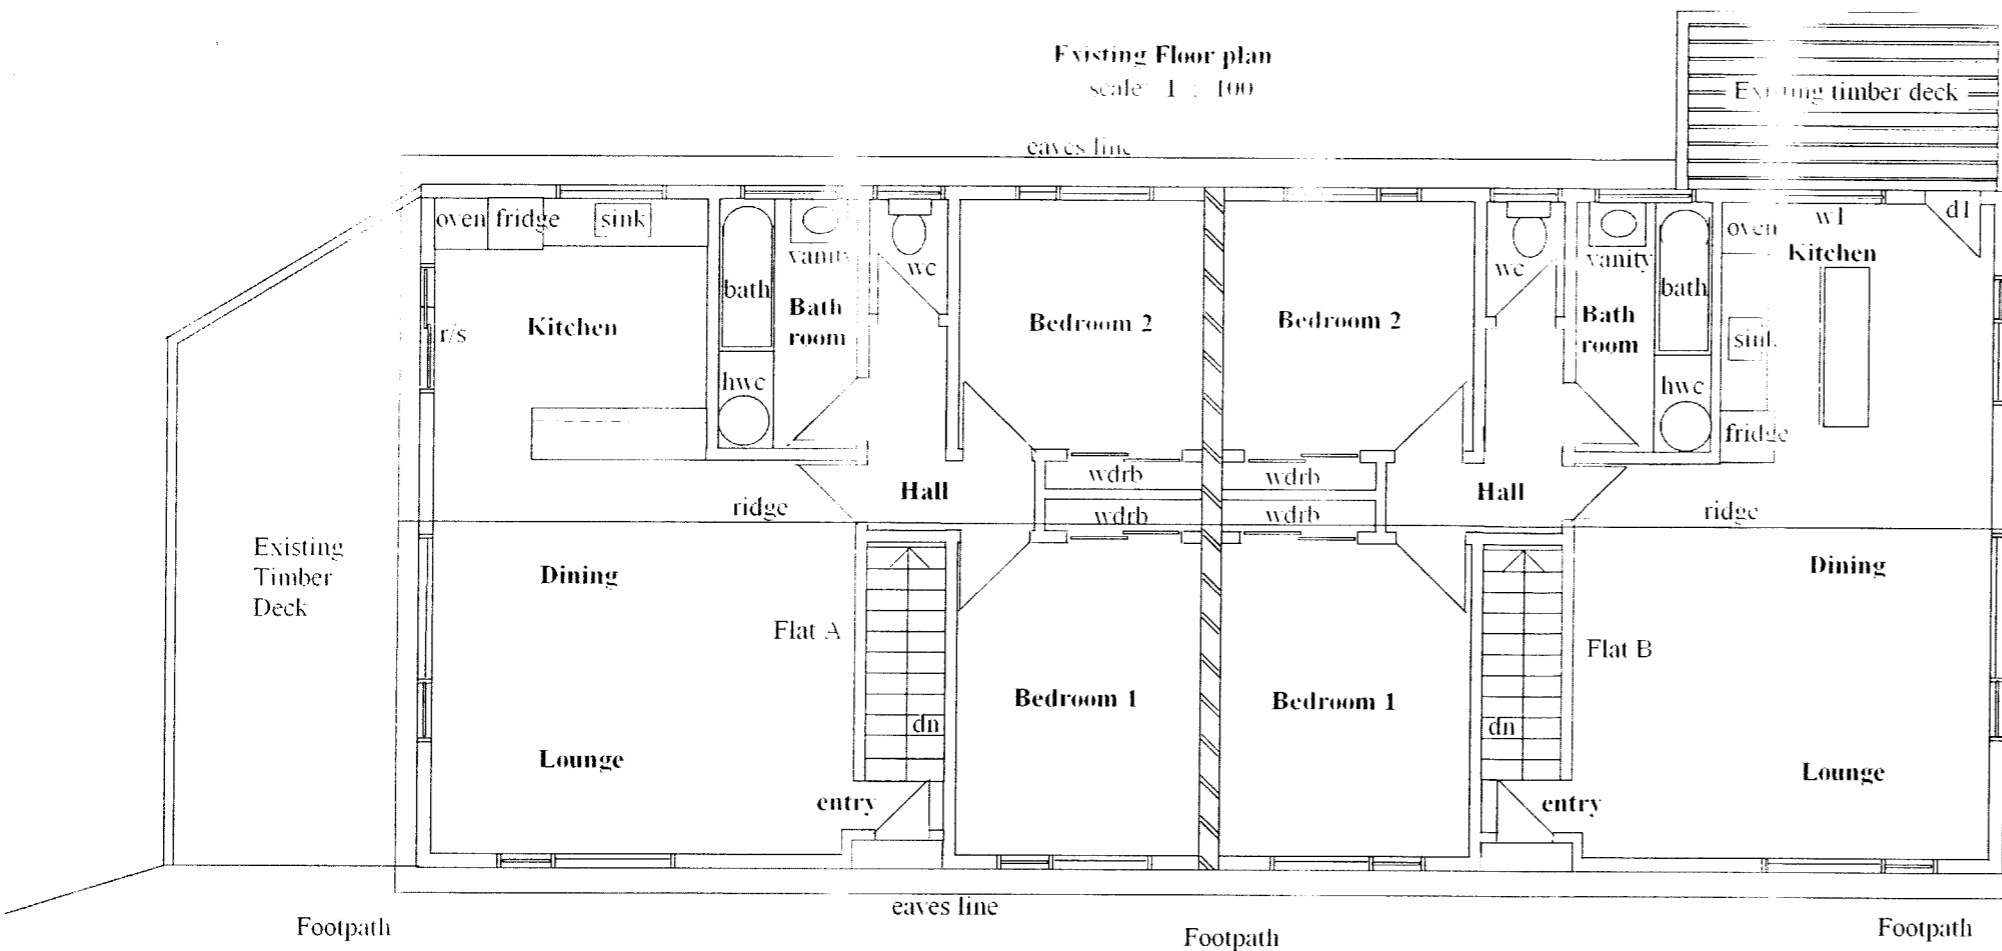 Existing Floor plan
scale: 1 : 100
Existing timber deck
eaves line
oven fridge sink
vanity
wc
bath
Bath
room
Kitchen
r/s
hwc
Bedroom 2
Bedroom 2
wc
vanity
bath
Bath
room
hwc
oven
w1
d1
Kitchen
sink
fridge
Hall
wdrb
wdrb
wdrb
wdrb
Hall
ridge
ridge
Existing
Timber
Deck
Dining
Flat A
dn
Lounge
entry
Bedroom 1
Bedroom 1
Dining
Flat B
dn
Lounge
entry
eaves line
Footpath
Footpath
Footpath